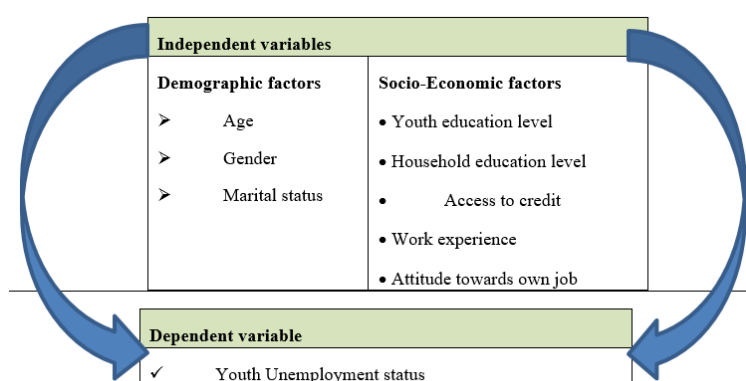 Independent variables
Demographic factors
➢ Age
➢ Gender
➢ Marital status
Socio-Economic factors
• Youth education level
• Household education level
• Access to credit
• Work experience
• Attitude towards own job
Dependent variable
✓ Youth Unemployment status